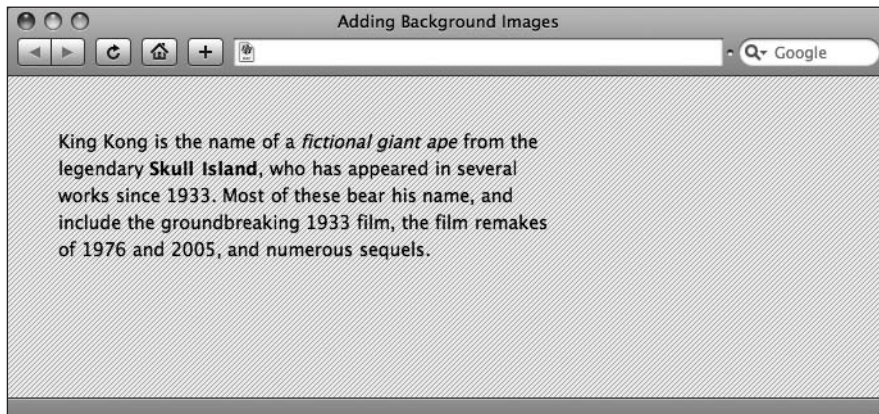 Adding Background Images
Google
King Kong is the name of a fictional giant ape from the
legendary Skull Island, who has appeared in several
works since 1933. Most of these bear his name, and
include the groundbreaking 1933 film, the film remakes
of 1976 and 2005, and numerous sequels.